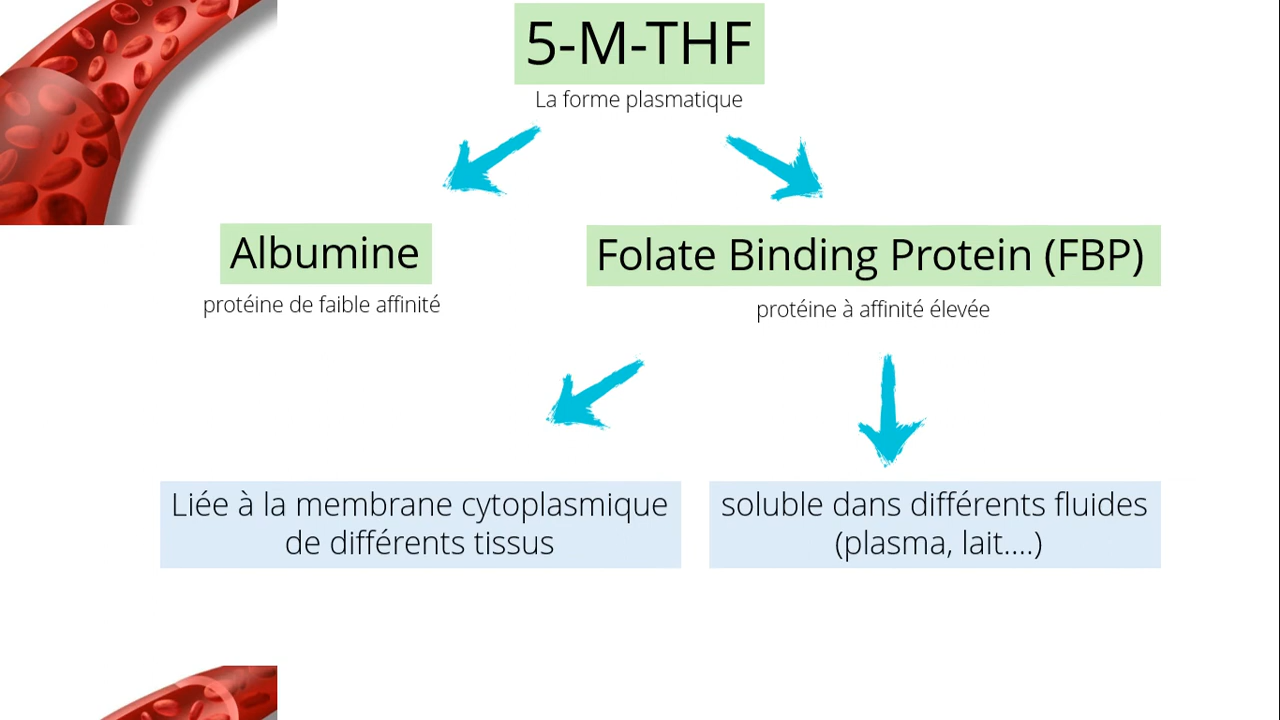 5-M-THF
La forme plasmatique
Albumine
protéine de faible affinité
Folate Binding Protein (FBP)
protéine à affinité élevée
Liée à la membrane cytoplasmique
de différents tissus
soluble dans différents fluides
(plasma, lait....)